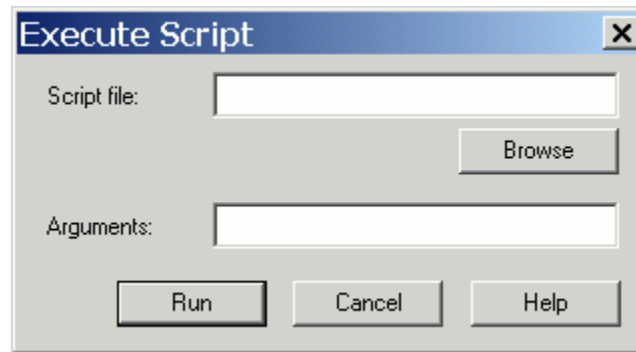 Execute Script
Script file:
Browse
Arguments:
Run Cancel Help